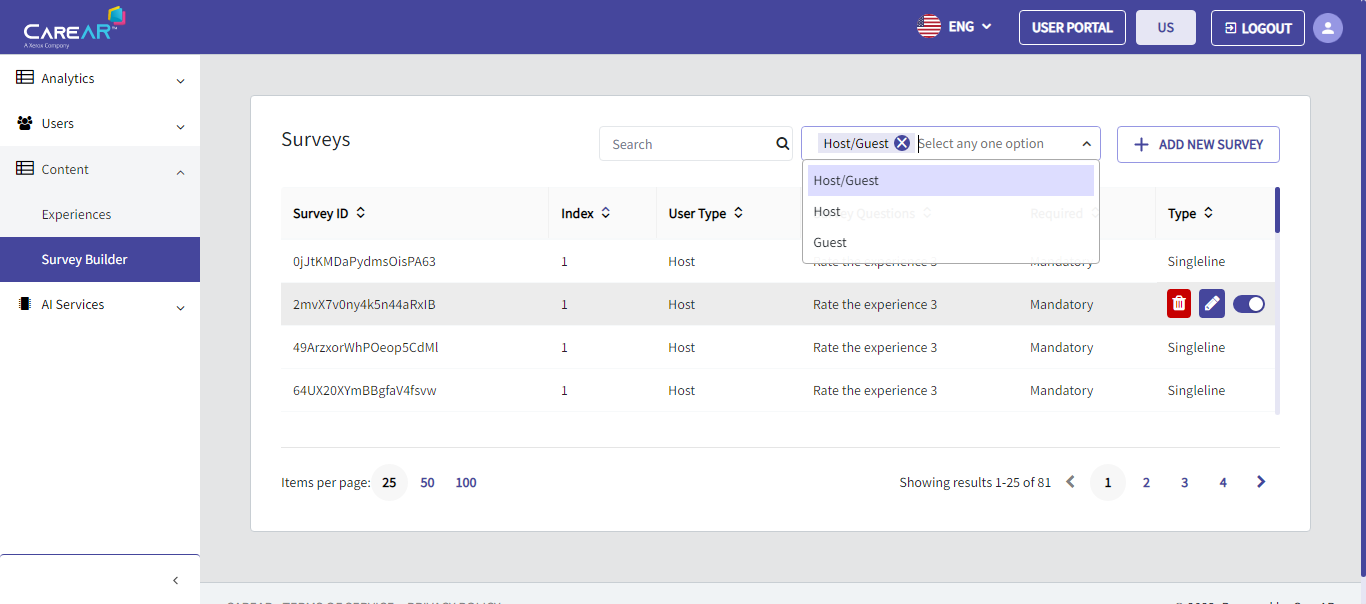 CAREAR™
A Xerox Company
ENG
USER PORTAL
US
LOGOUT
Analytics
Users
Content
Experiences
Survey Builder
AI Services
Surveys
Search
Host/Guest
Select any one option
ADD NEW SURVEY
Host/Guest
Host
Guest
Survey ID Index User Type Questions Required Type
0jJtKMDaPydmsOisPA63 1 Host Rate the experience 3 Mandatory Singleline
2mvX7v0ny4k5n44aRxIB 1 Host Rate the experience 3 Mandatory
49ArzxorWhPOeop5CdMl 1 Host Rate the experience 3 Mandatory Singleline
64UX20XYmBBgfaV4fsvw 1 Host Rate the experience 3 Mandatory Singleline
Items per page: 25 50 100
Showing results 1-25 of 81 1 2 3 4